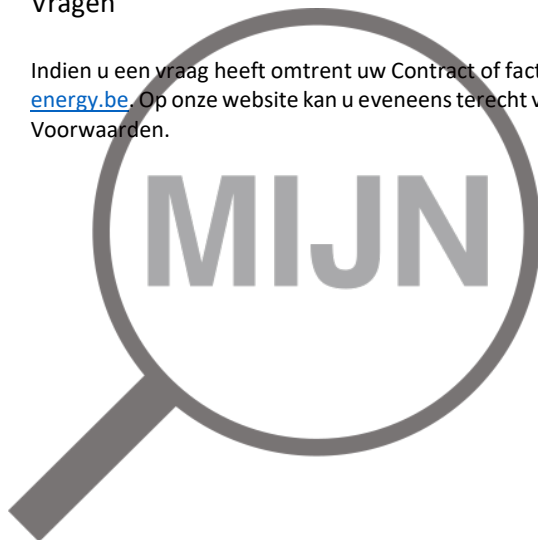 Vragen
Indien u een vraag heeft omtrent uw Contract of fact
energy.be. Op onze website kan u eveneens terecht v
Voorwaarden.
MIJN